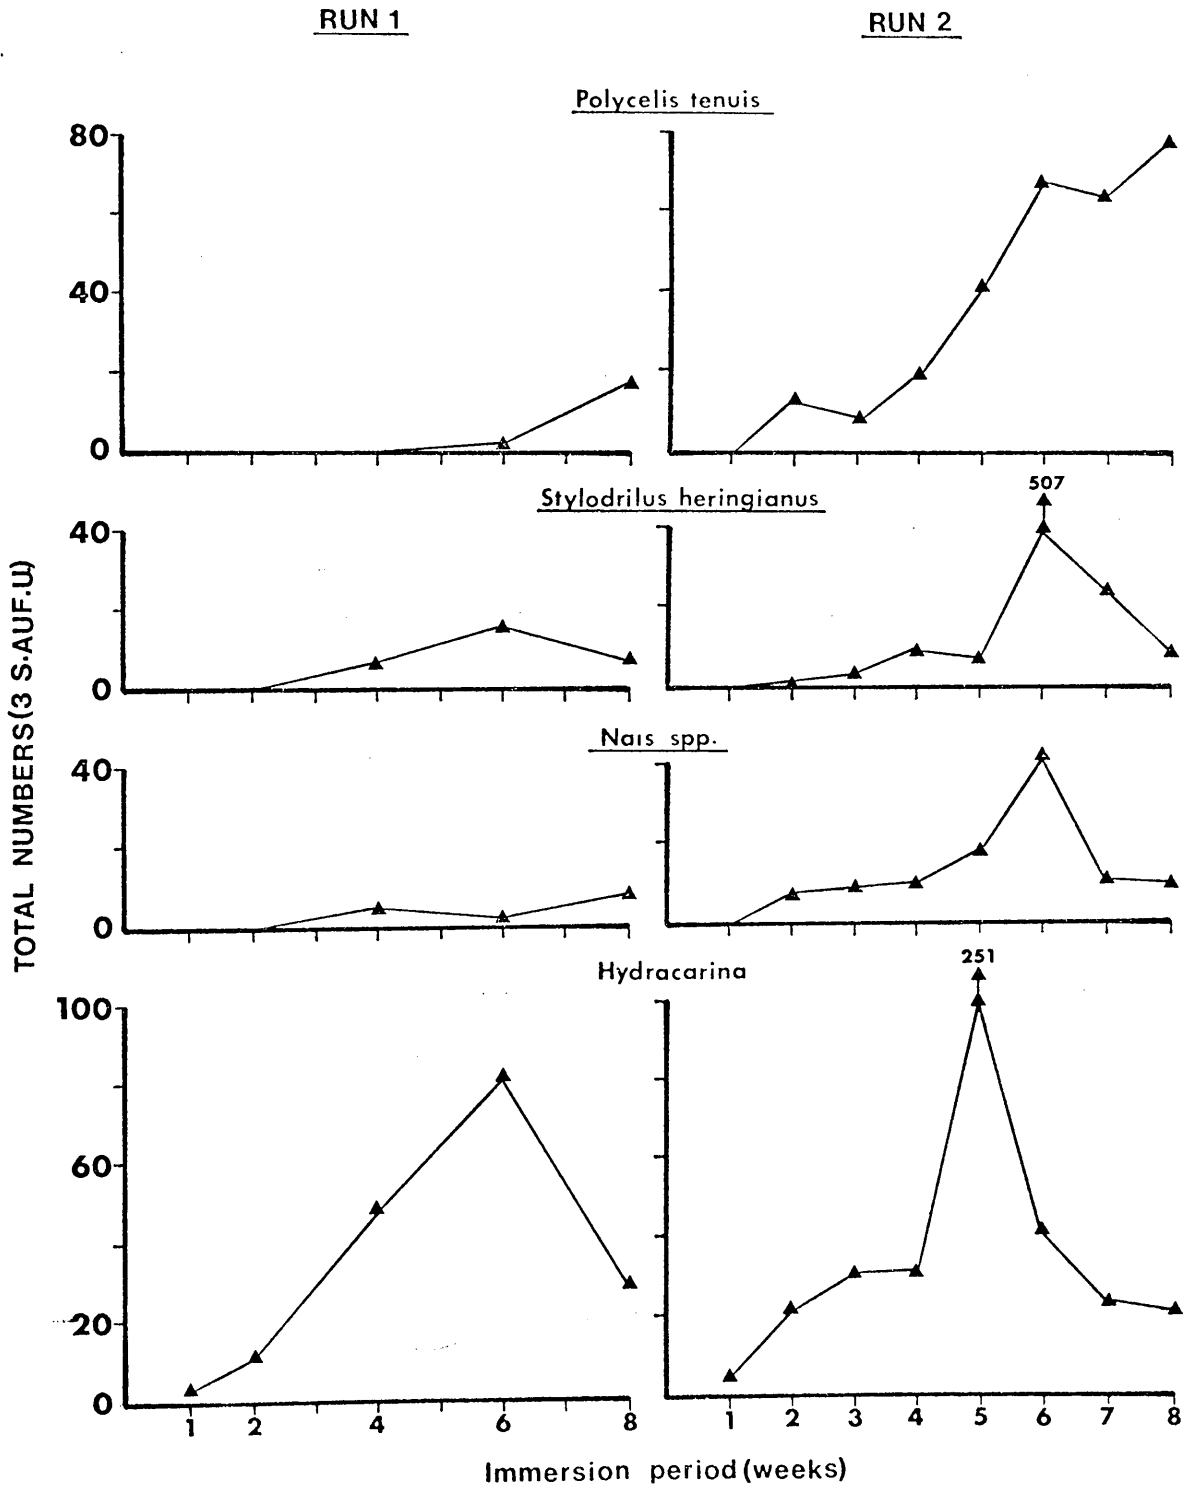 RUN 1
RUN 2
Polycelis tenuis
80
40
0
Stylodrilus heringianus
507
40
0
Nais spp.
40
20
0
Hydracarina
251
100
60
20
0
1 2 4 6 8
1 2 3 4 5 6 7 8
TOTAL NUMBERS (3 S.AUF.U.)
Immersion period (weeks)